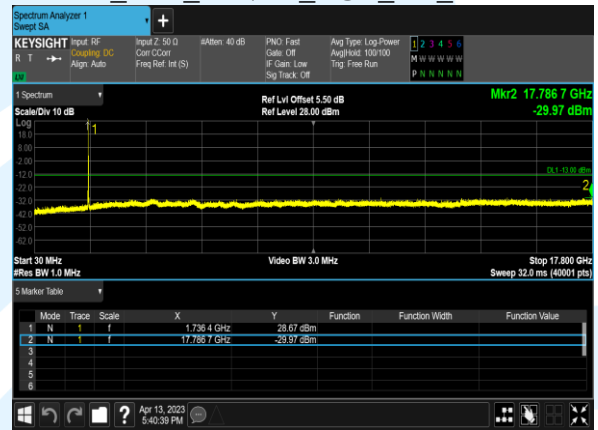 Spectrum Analyzer 1
Swept SA
+
KEYSIGHT Input: RF Input Z: 50 Ω #Atten: 40 dB PNO: Fast Avg Type: Log-Power 1 2 3 4 5 6
R T Coupling: DC Corr CCorr Gate: Off Avg|Hold: 100/100 M W W W W W
Align: Auto Freq Ref: Int (S) IF Gain: Low Trig: Free Run
LW Sig Track: Off P N N N N N
1 Spectrum Ref Lvl Offset 5.50 dB Mkr2 17.786 7 GHz
Scale/Div 10 dB Ref Level 28.00 dBm -29.97 dBm
Log
18.0
8.00
-2.00
-12.0
-22.0
-32.0
-42.0
-52.0
-62.0
1
DL1 -13.00 dBm
2
Start 30 MHz Video BW 3.0 MHz Stop 17.800 GHz
#Res BW 1.0 MHz Sweep 32.0 ms (40001 pts)
5 Marker Table
Mode Trace Scale X Y Function Function Width Function Value
1 N 1 f 1.736 4 GHz 28.67 dBm
2 N 1 f 17.786 7 GHz -29.97 dBm
3
4
5
6
? Apr 13, 2023
5:40:39 PM